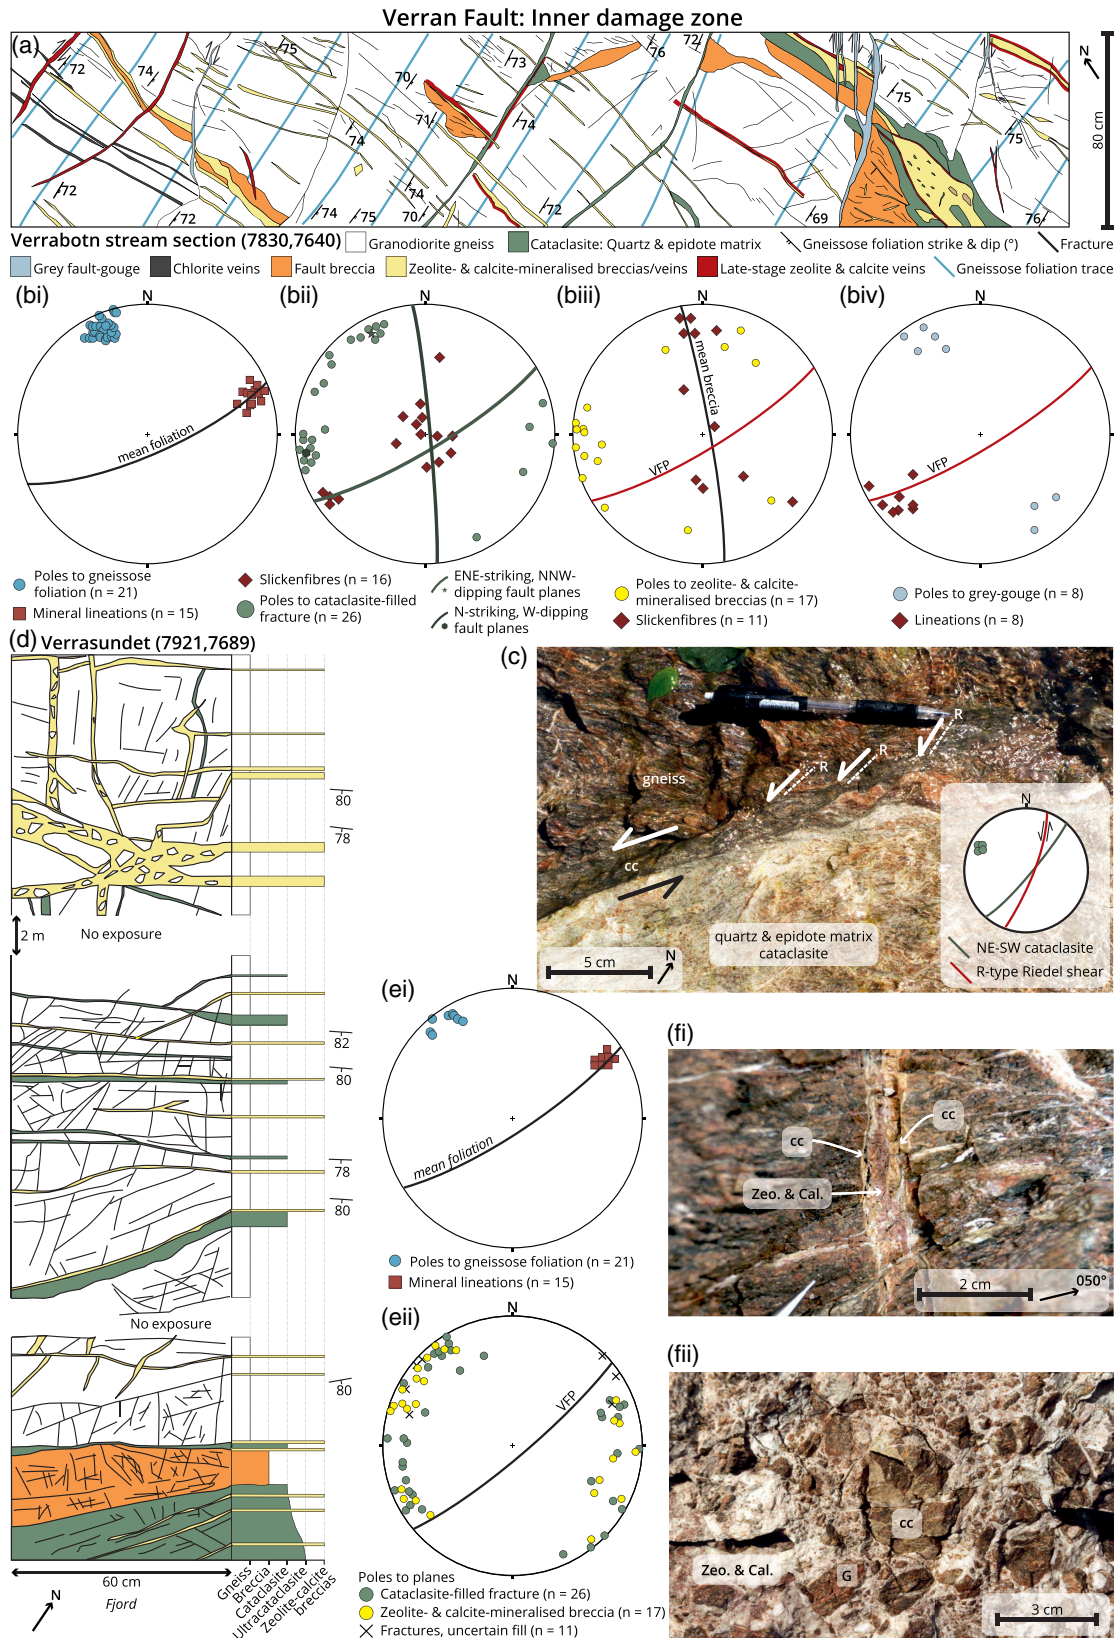 Verran Fault: Inner damage zone
(a)
N
80 cm
72
74
75
70
71
73
74
76
72
75
75
72
72
74
75
74
74
70
72
69
76
Verrabotn stream section (7830,7640)
Granodiorite gneiss
Cataclasite: Quartz & epidote matrix
Gneissose foliation strike & dip (°)
Fracture
Grey fault-gouge
Chlorite veins
Fault breccia
Zeolite- & calcite-mineralised breccias/veins
Late-stage zeolite & calcite veins
Gneissose foliation trace
(bi)
N
mean foliation
Poles to gneissose
foliation (n = 21)
Mineral lineations (n = 15)
(bii)
N
Slickenfibres (n = 16)
Poles to cataclasite-filled
fracture (n = 26)
ENE-striking, NNW-
dipping fault planes
N-striking, W-dipping
fault planes
(biii)
N
mean breccia
VFP
Poles to zeolite- & calcite-
mineralised breccias (n = 17)
Slickenfibres (n = 11)
(biv)
N
VFP
Poles to grey-gouge (n = 8)
Lineations (n = 8)
(d)
Verrasundet (7921,7689)
80
78
2 m
No exposure
82
80
78
80
No exposure
80
60 cm
N
Fjord
Gneiss
Breccia
Cataclasite
Ultracataclasite
Zeolite-calcite
breccias
(c)
R
R
R
gneiss
cc
quartz & epidote matrix
cataclasite
5 cm
N
N
NE-SW cataclasite
R-type Riedel shear
(ei)
N
mean foliation
Poles to gneissose foliation (n = 21)
Mineral lineations (n = 15)
(eii)
N
VFP
Poles to planes
Cataclasite-filled fracture (n = 26)
Zeolite- & calcite-mineralised breccia (n = 17)
Fractures, uncertain fill (n = 11)
(fi)
cc
cc
Zeo. & Cal.
2 cm
050°
(fii)
cc
Zeo. & Cal.
G
3 cm